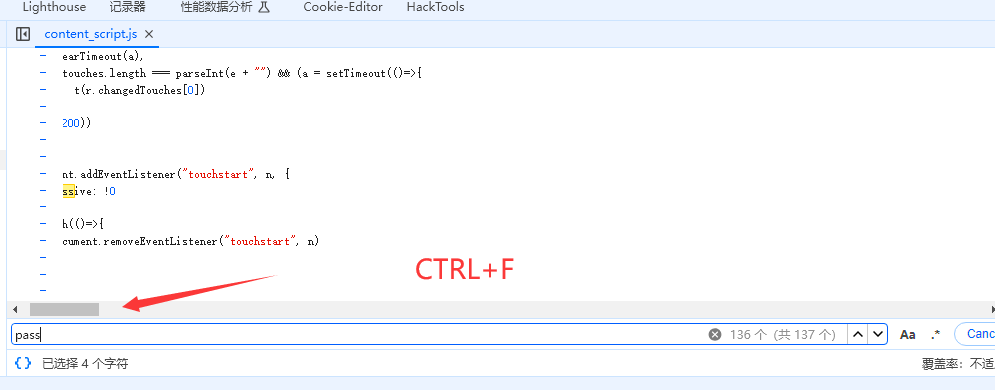 Lighthouse 记录器 性能数据分析 Cookie-Editor HackTools
content_script.js ×
- earTimeout(a),
- touches.length === parseInt(e + "") && (a = setTimeout(()=>{
- t(r.changedTouches[0])
-
- 200))
-
-
- nt.addEventListener("touchstart", n, {
- ssive: !0
-
- h(()=>{
- cument.removeEventListener("touchstart", n)
-
-
-
CTRL+F
pass 136 个 (共 137 个) Aa .* Canc
{} 已选择 4 个字符 覆盖率: 不适